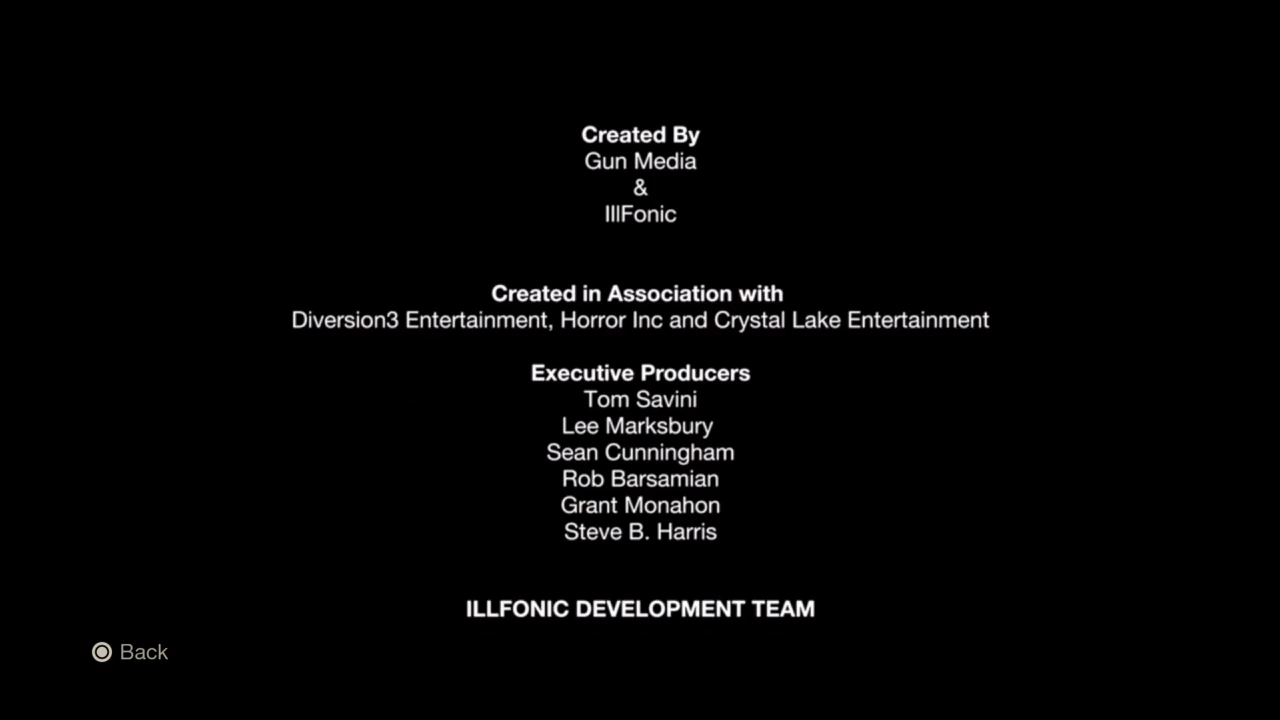 Created By
Gun Media
&
IllFonic
Created in Association with
Diversion3 Entertainment, Horror Inc and Crystal Lake Entertainment
Executive Producers
Tom Savini
Lee Marksbury
Sean Cunningham
Rob Barsamian
Grant Monahon
Steve B. Harris
ILLFONIC DEVELOPMENT TEAM
Back